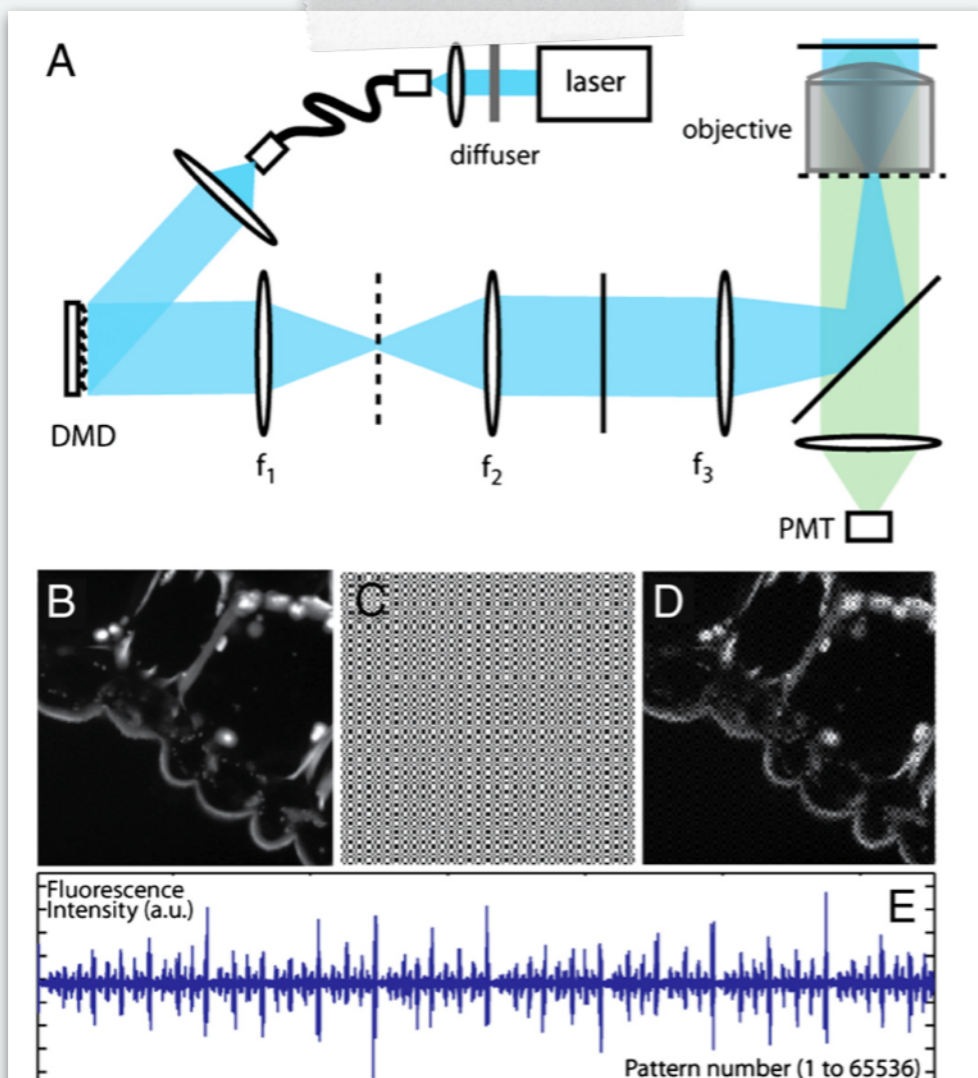 A
laser
diffuser
objective
DMD
f1
f2
f3
PMT
B
C
D
Fluorescence
Intensity (a.u.)
E
Pattern number (1 to 65536)